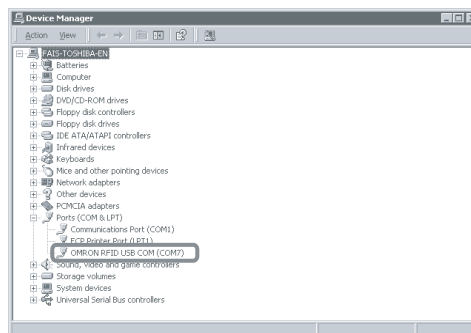 Device Manager
Action View
FAIS-TOSHIBA-EN
Batteries
Computer
Disk drives
DVD/CD-ROM drives
Floppy disk controllers
Floppy disk drives
IDE ATA/ATAPI controllers
Infrared devices
Keyboards
Mice and other pointing devices
Network adapters
Other devices
PCMCIA adapters
Ports (COM & LPT)
Communications Port (COM1)
ECP Printer Port (LPT1)
OMRON RFID USB COM (COM7)
Sound, video and game controllers
Storage volumes
System devices
Universal Serial Bus controllers